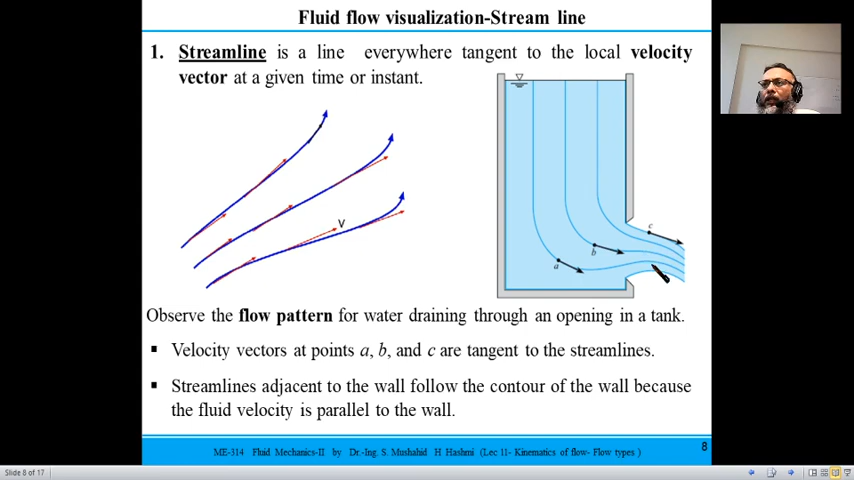 Fluid flow visualization-Stream line
1. Streamline is a line everywhere tangent to the local velocity
vector at a given time or instant.
V
c
b
a
Observe the flow pattern for water draining through an opening in a tank.
▪ Velocity vectors at points a, b, and c are tangent to the streamlines.
▪ Streamlines adjacent to the wall follow the contour of the wall because
the fluid velocity is parallel to the wall.
ME-314 Fluid Mechanics-II by Dr.-Ing. S. Mushahid H Hashmi (Lec 11- Kinematics of flow- Flow types )
8
Slide 8 of 17